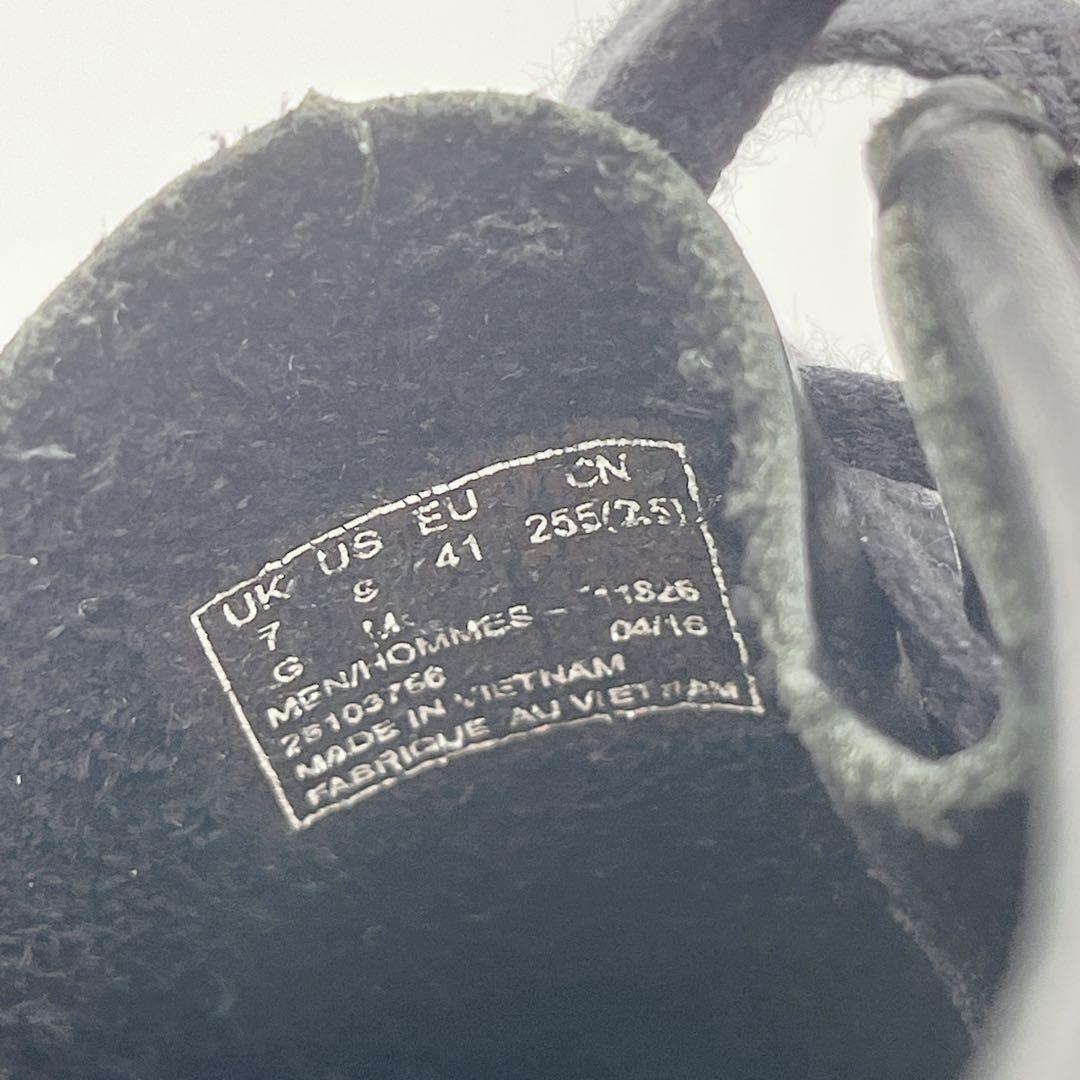 UK US EU CN
7 8 41 255(2.5)
G M
MEN/HOMMES -
26103766 04/16
MADE IN VIETNAM
FABRIQUE AU VIETNAM